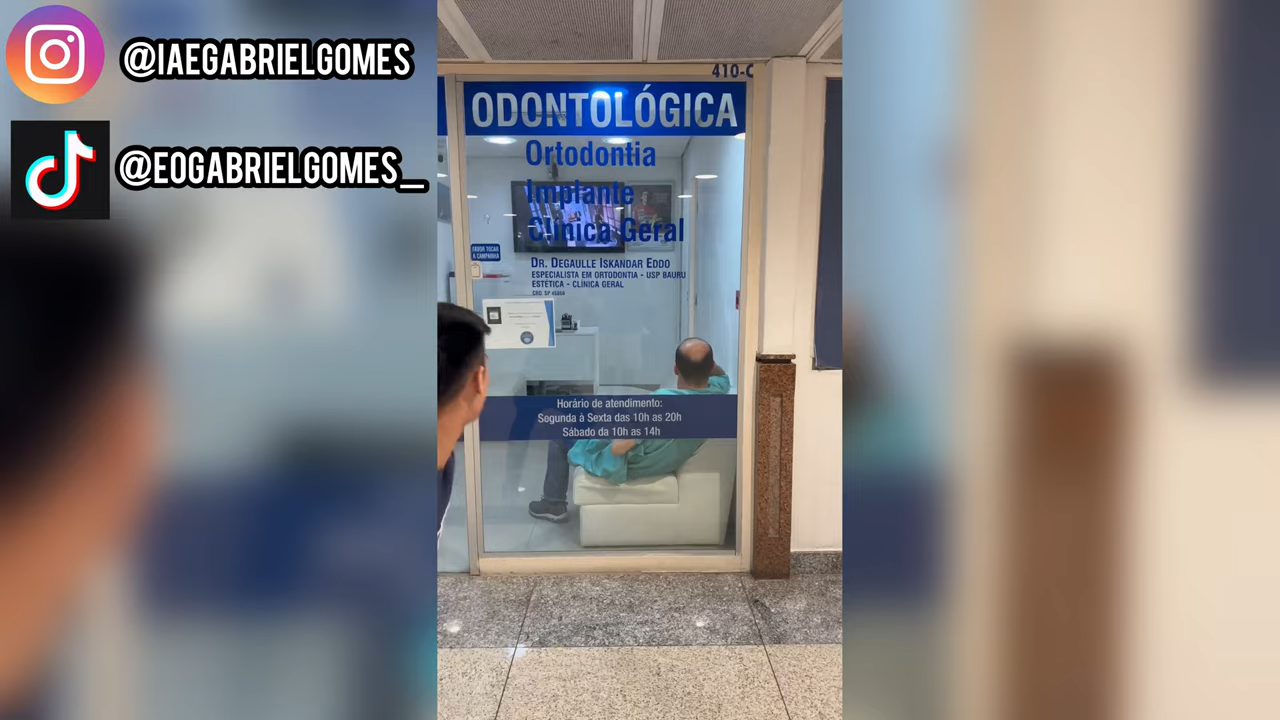 @IAEGABRIELGOMES
@EOGABRIELGOMES_
410-C
ODONTOLÓGICA
Ortodontia
Implante
Clínica Geral
FAVOR TOCAR
A CAMPAINHA
DR. DEGAULLE ISKANDAR EDDO
ESPECIALISTA EM ORTODONTIA - USP BAURU
ESTÉTICA - CLÍNICA GERAL
Horário de atendimento:
Segunda à Sexta das 10h as 20h
Sábado da 10h as 14h